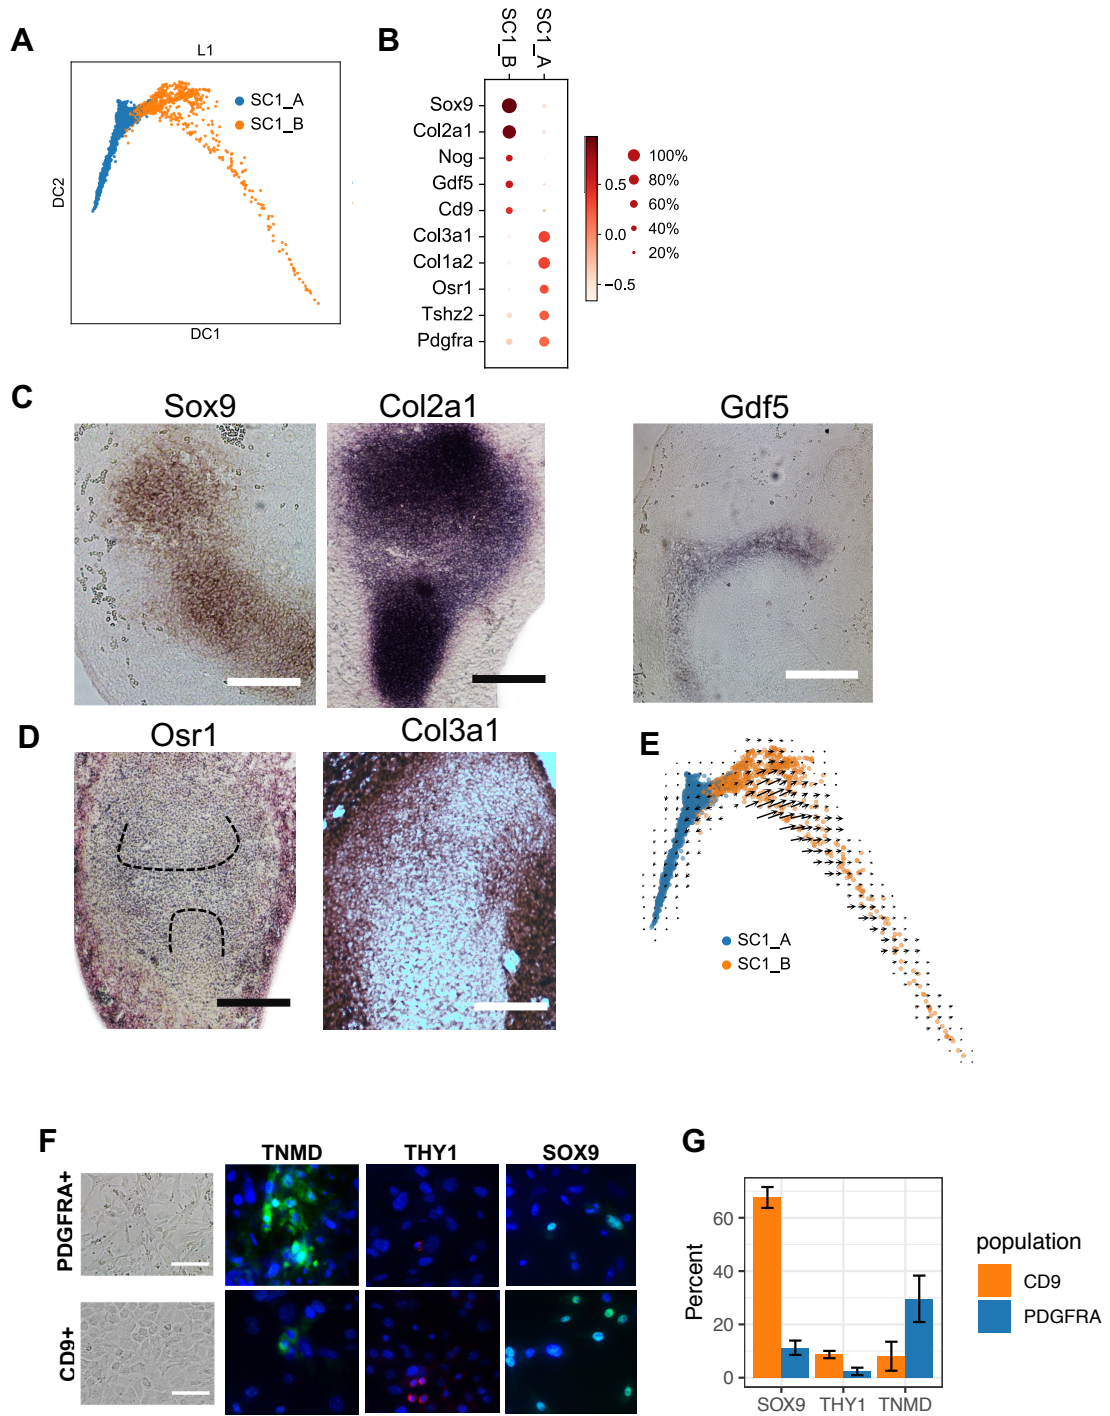 A
L1
SC1_A
SC1_B
DC2
DC1
B
SC1_B
SC1_A
Sox9
Col2a1
Nog
Gdf5
Cd9
Col3a1
Col1a2
Osr1
Tshz2
Pdgfra
0.5
0.0
−0.5
100%
80%
60%
40%
20%
C
Sox9
Col2a1
Gdf5
D
Osr1
Col3a1
E
SC1_A
SC1_B
F
TNMD
THY1
SOX9
PDGFRA+
CD9+
G
Percent
60
40
20
0
SOX9
THY1
TNMD
population
CD9
PDGFRA